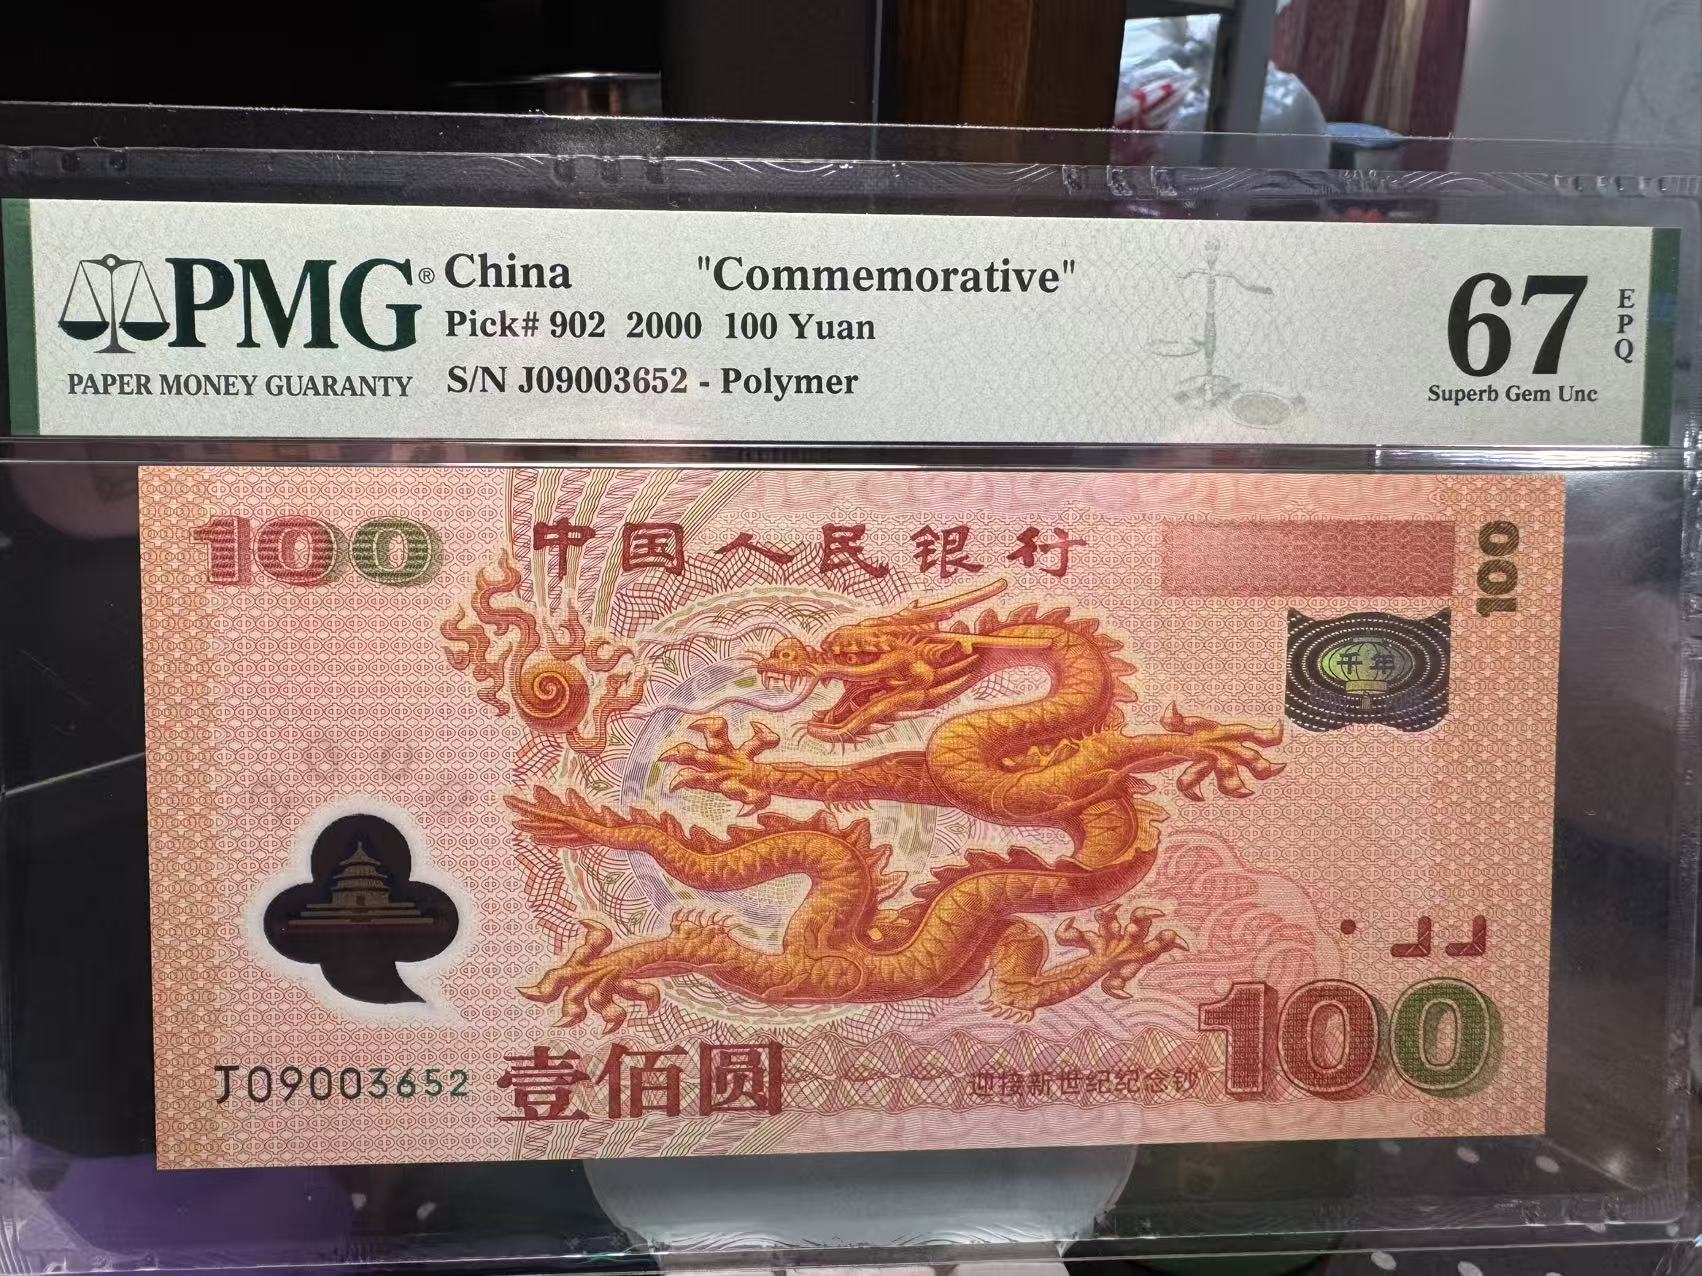 PMG® China "Commemorative"
Pick# 902 2000 100 Yuan
PAPER MONEY GUARANTY S/N J09003652 - Polymer
67 EPQ
Superb Gem Unc
100 中国人民银行 100
千年
J09003652 壹佰圆 迎接新世纪纪念钞 100